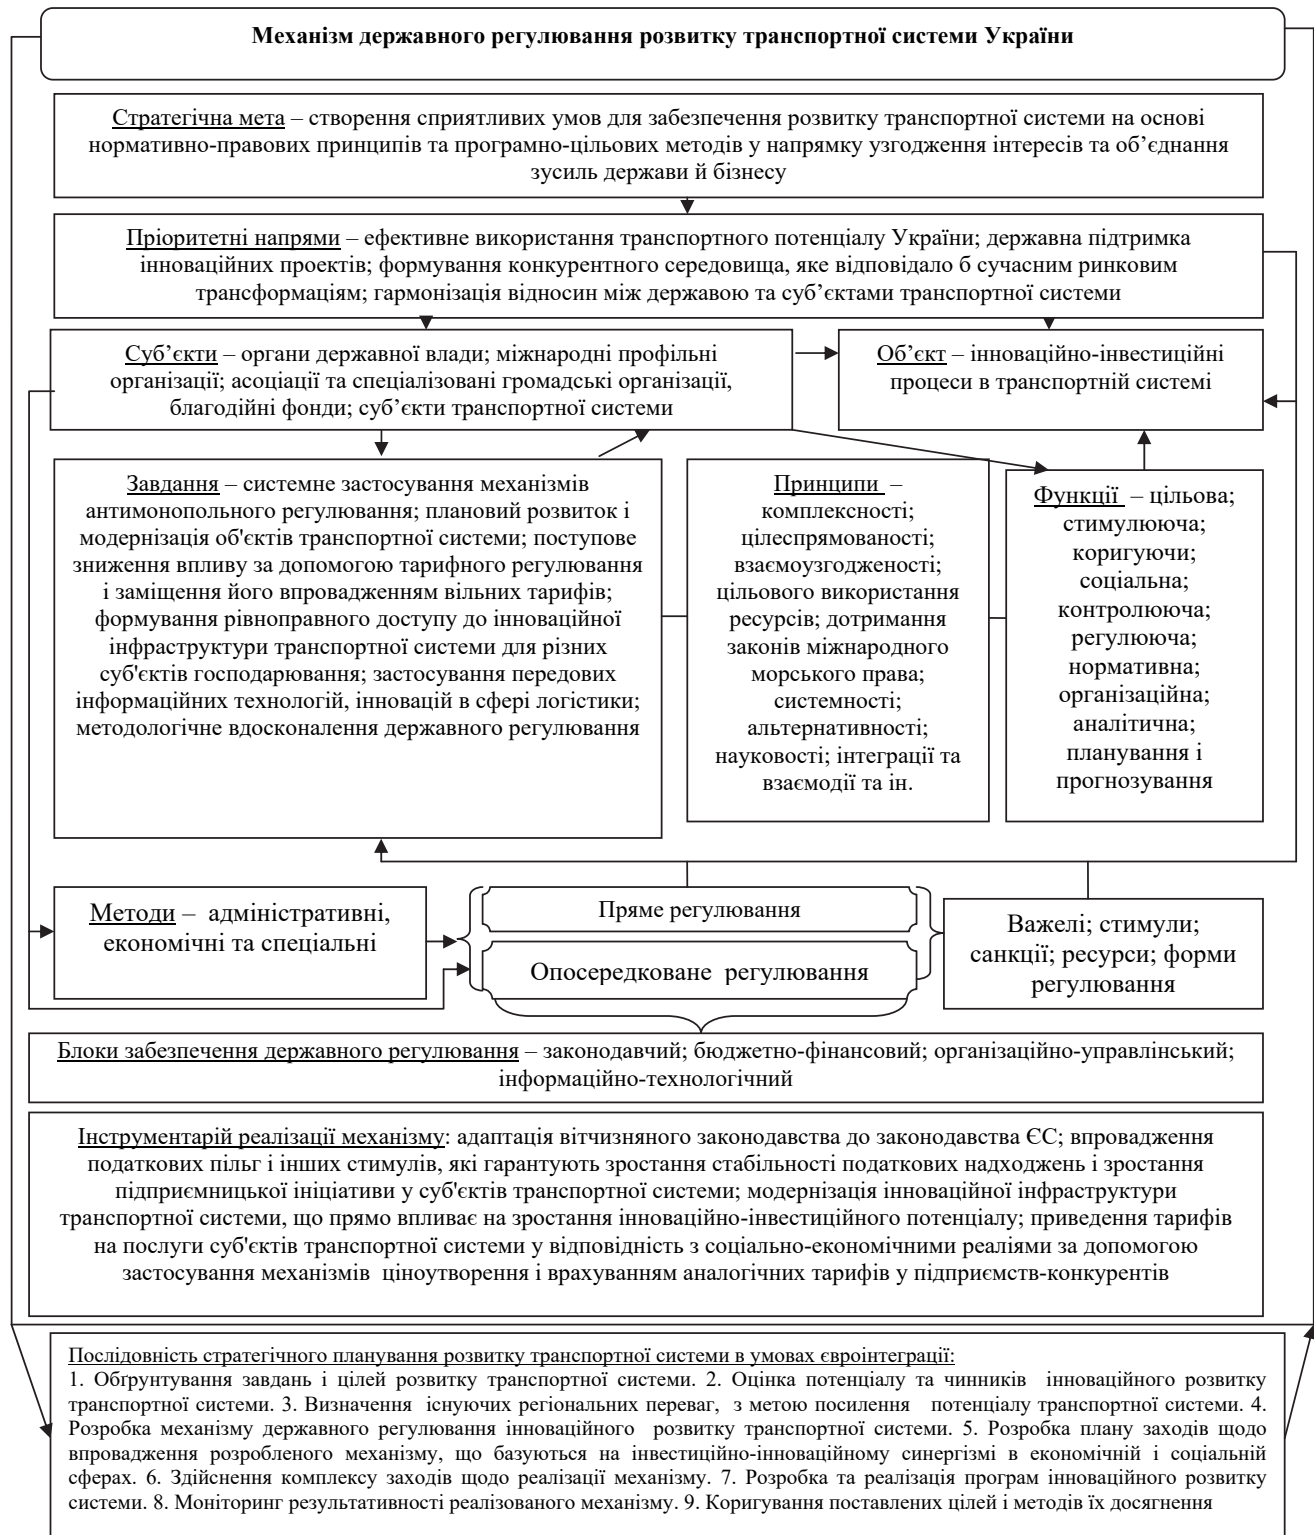 Механізм державного регулювання розвитку транспортної системи України
Стратегічна мета – створення сприятливих умов для забезпечення розвитку транспортної системи на основі
нормативно-правових принципів та програмно-цільових методів у напрямку узгодження інтересів та об’єднання
зусиль держави й бізнесу
Пріоритетні напрями – ефективне використання транспортного потенціалу України; державна підтримка
інноваційних проектів; формування конкурентного середовища, яке відповідало б сучасним ринковим
трансформаціям; гармонізація відносин між державою та суб’єктами транспортної системи
Суб’єкти – органи державної влади; міжнародні профільні
організації; асоціації та спеціалізовані громадські організації,
благодійні фонди; суб’єкти транспортної системи
Об’єкт – інноваційно-інвестиційні
процеси в транспортній системі
Завдання – системне застосування механізмів
антимонопольного регулювання; плановий розвиток і
модернізація об'єктів транспортної системи; поступове
зниження впливу за допомогою тарифного регулювання
і заміщення його впровадженням вільних тарифів;
формування рівноправного доступу до інноваційної
інфраструктури транспортної системи для різних
суб'єктів господарювання; застосування передових
інформаційних технологій, інновацій в сфері логістики;
методологічне вдосконалення державного регулювання
Принципи –
комплексності;
цілеспрямованості;
взаємоузгодженості;
цільового використання
ресурсів; дотримання
законів міжнародного
морського права;
системності;
альтернативності;
науковості; інтеграції та
взаємодії та ін.
Функції – цільова;
стимулююча;
коригуючи;
соціальна;
контролююча;
регулююча;
нормативна;
організаційна;
аналітична;
планування і
прогнозування
Методи – адміністративні,
економічні та спеціальні
Пряме регулювання
Опосередковане регулювання
Важелі; стимули;
санкції; ресурси; форми
регулювання
Блоки забезпечення державного регулювання – законодавчий; бюджетно-фінансовий; організаційно-управлінський;
інформаційно-технологічний
Інструментарій реалізації механізму: адаптація вітчизняного законодавства до законодавства ЄС; впровадження
податкових пільг і інших стимулів, які гарантують зростання стабільності податкових надходжень і зростання
підприємницької ініціативи у суб'єктів транспортної системи; модернізація інноваційної інфраструктури
транспортної системи, що прямо впливає на зростання інноваційно-інвестиційного потенціалу; приведення тарифів
на послуги суб'єктів транспортної системи у відповідність з соціально-економічними реаліями за допомогою
застосування механізмів ціноутворення і врахуванням аналогічних тарифів у підприємств-конкурентів
Послідовність стратегічного планування розвитку транспортної системи в умовах євроінтеграції:
1. Обґрунтування завдань і цілей розвитку транспортної системи. 2. Оцінка потенціалу та чинників інноваційного розвитку
транспортної системи. 3. Визначення існуючих регіональних переваг, з метою посилення потенціалу транспортної системи. 4.
Розробка механізму державного регулювання інноваційного розвитку транспортної системи. 5. Розробка плану заходів щодо
впровадження розробленого механізму, що базуються на інвестиційно-інноваційному синергізмі в економічній і соціальній
сферах. 6. Здійснення комплексу заходів щодо реалізації механізму. 7. Розробка та реалізація програм інноваційного розвитку
системи. 8. Моніторинг результативності реалізованого механізму. 9. Коригування поставлених цілей і методів їх досягнення